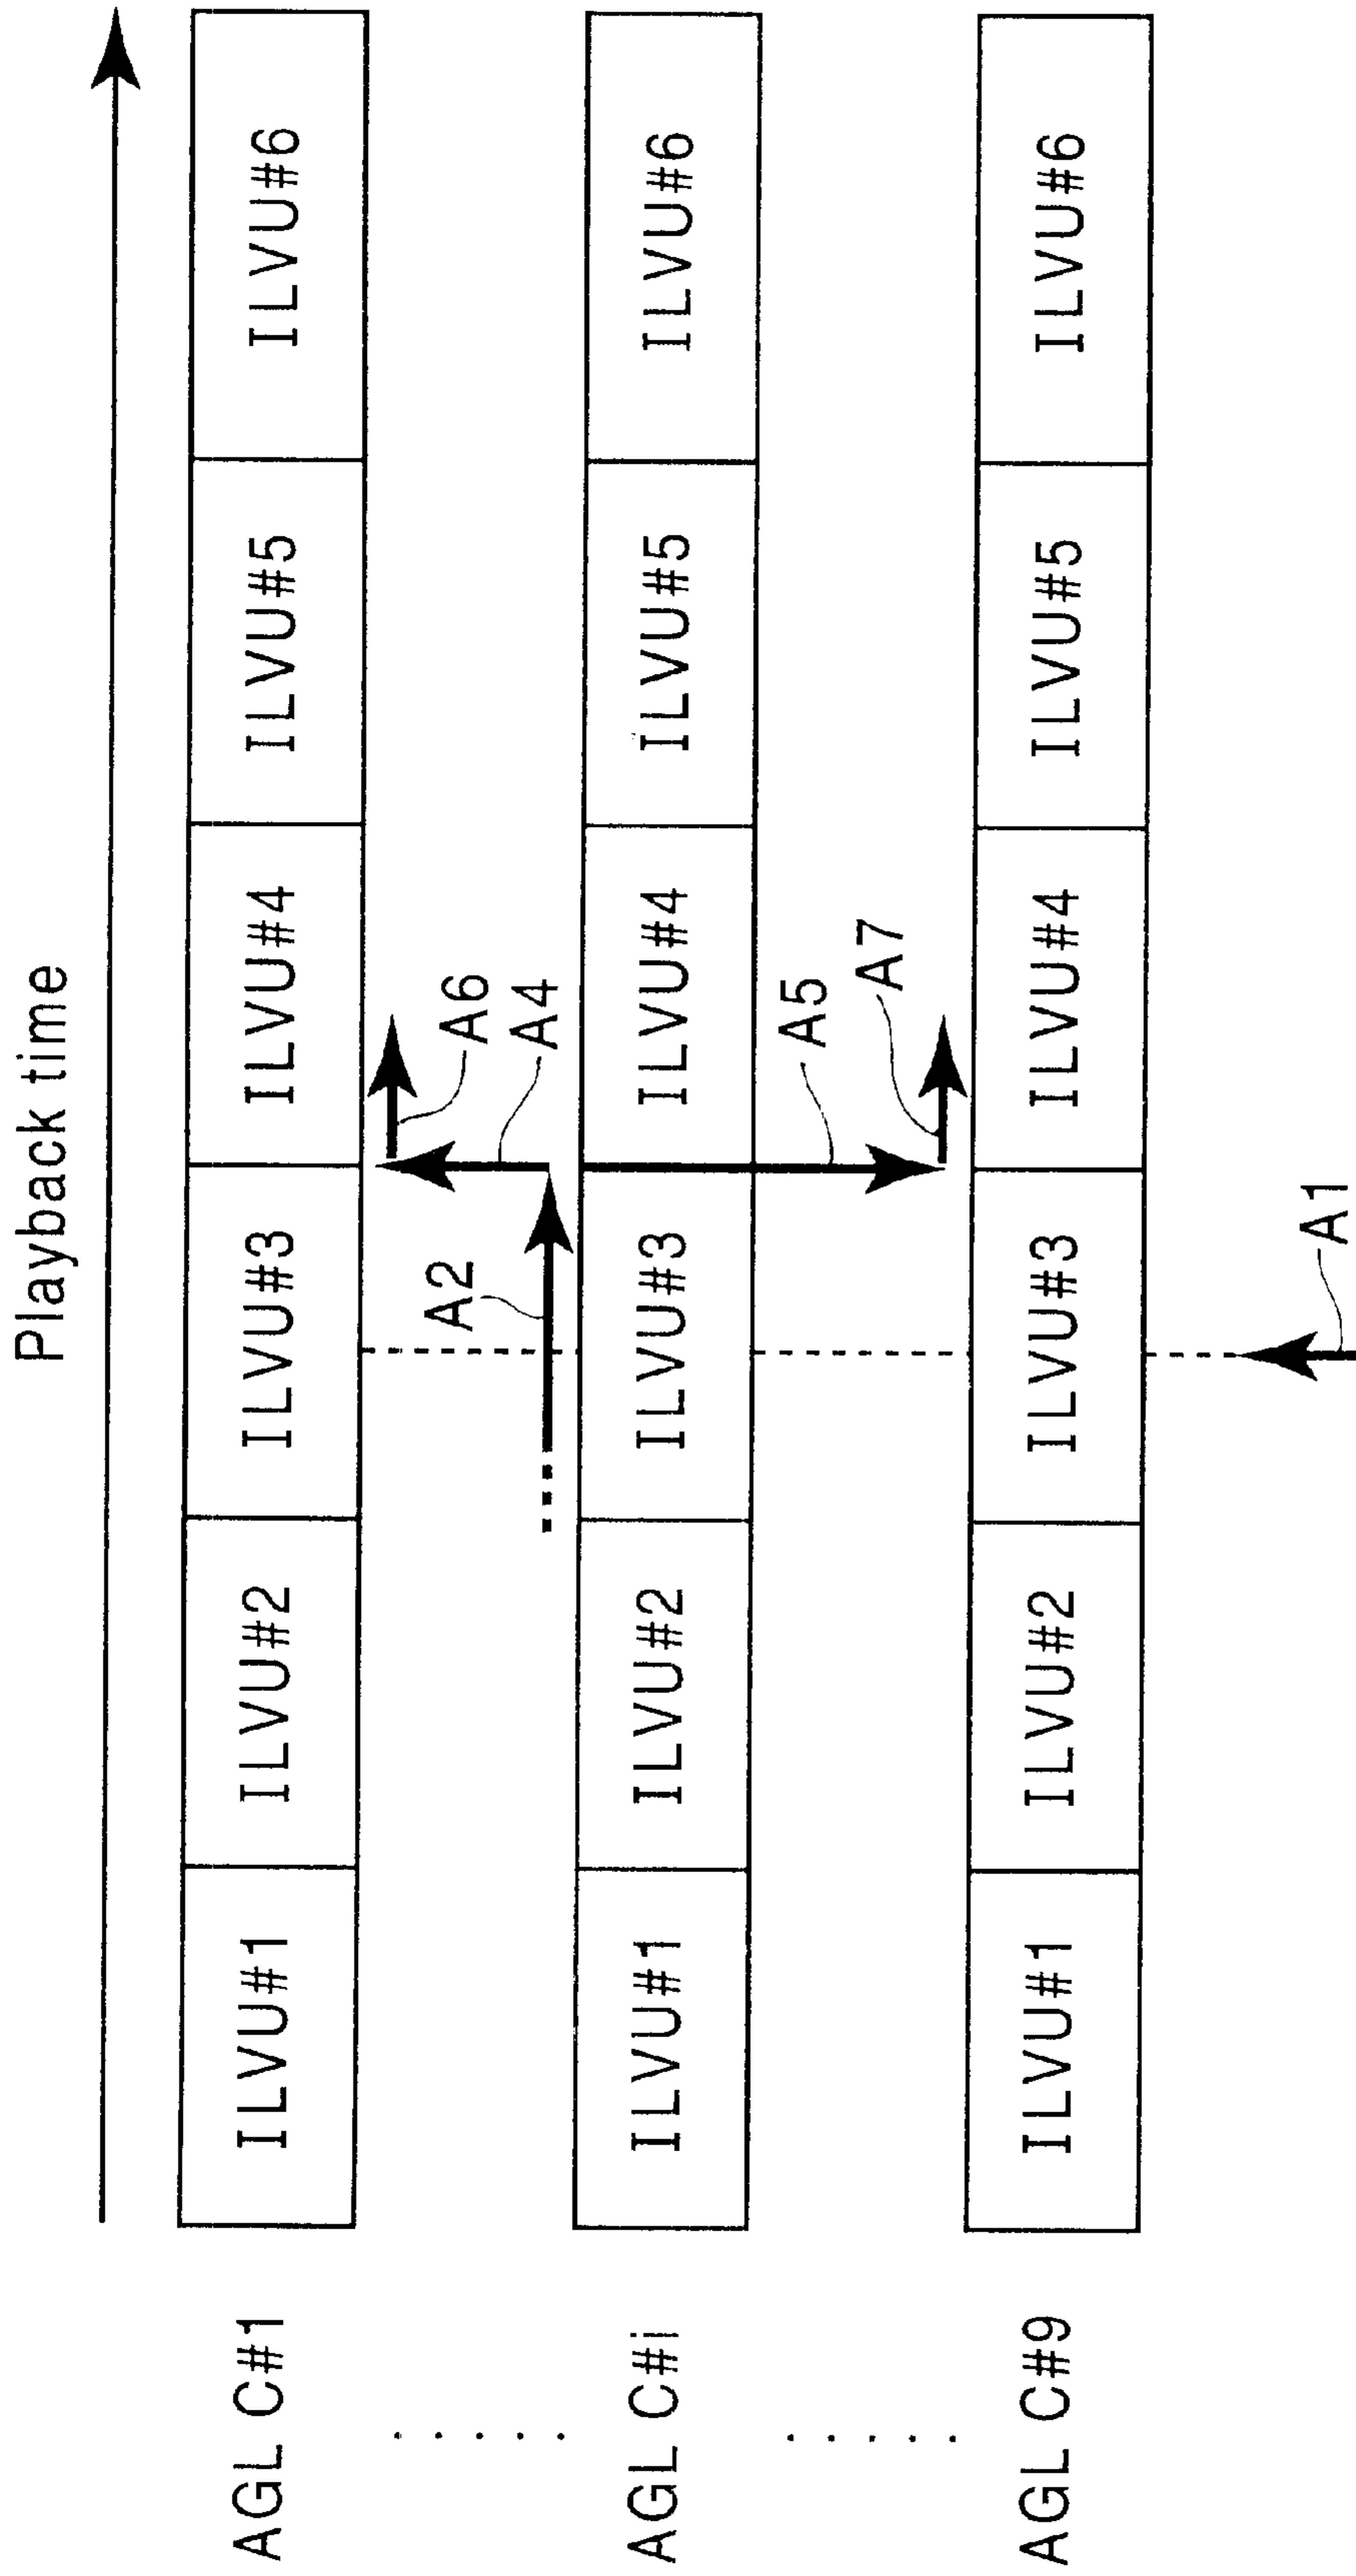 Playback time
AGL C#1
ILVU#1
ILVU#2
ILVU#3
ILVU#4
ILVU#5
ILVU#6
A6
A2
A4
AGL C#i
ILVU#1
ILVU#2
ILVU#3
ILVU#4
ILVU#5
ILVU#6
A5
A7
AGL C#9
ILVU#1
ILVU#2
ILVU#3
ILVU#4
ILVU#5
ILVU#6
A1